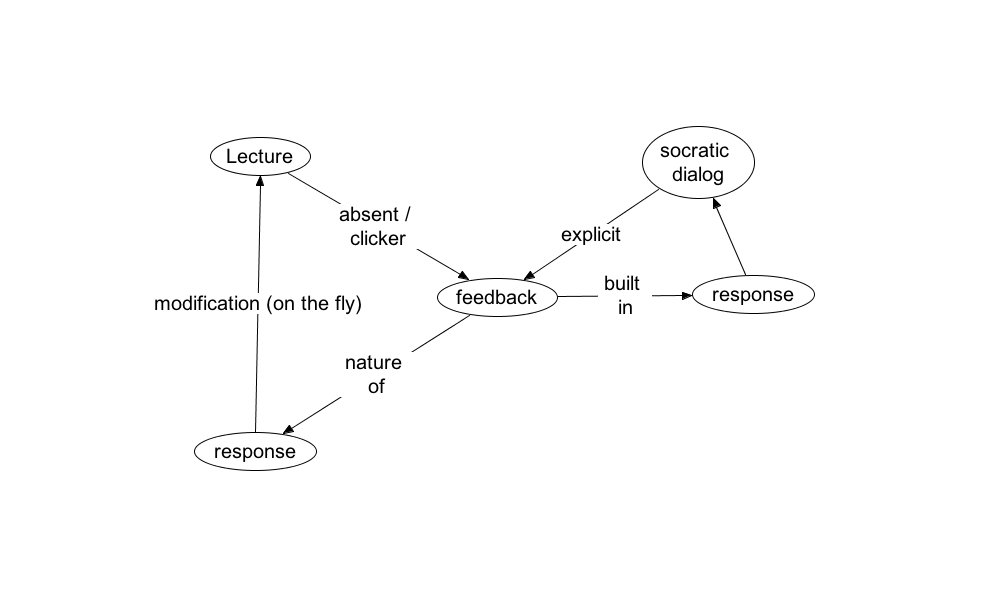 Lecture
socratic
dialog
absent /
clicker
explicit
feedback
built
in
response
modification (on the fly)
nature
of
response